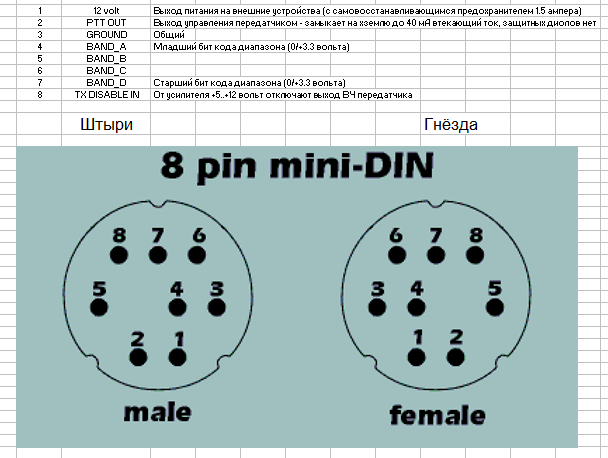 1 12 volt Выход питания на внешние устройства (с самовосстанавливающимся предохранителем 1.5 ампера)
2 PTT OUT Выход управления передатчиком - замыкает на хземлю до 40 мА втекающий ток, защитных диолов нет
3 GROUND Общий
4 BAND_A Младший бит кода диапазона (0/+3.3 вольта)
5 BAND_B
6 BAND_C
7 BAND_D Старший бит кода диапазона (0/+3.3 вольта)
8 TX DISABLE IN От усилителя +5..+12 вольт отключают выход ВЧ передатчика
Штыри Гнёзда
8 pin mini-DIN
8 7 6 6 7 8
5 4 3 3 4 5
2 1 1 2
male female